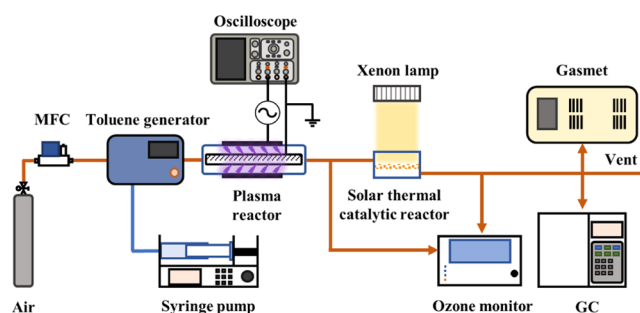 Oscilloscope
Xenon lamp
Gasmet
MFC
Toluene generator
Vent
Plasma
reactor
Solar thermal
catalytic reactor
Air
Syringe pump
Ozone monitor
GC